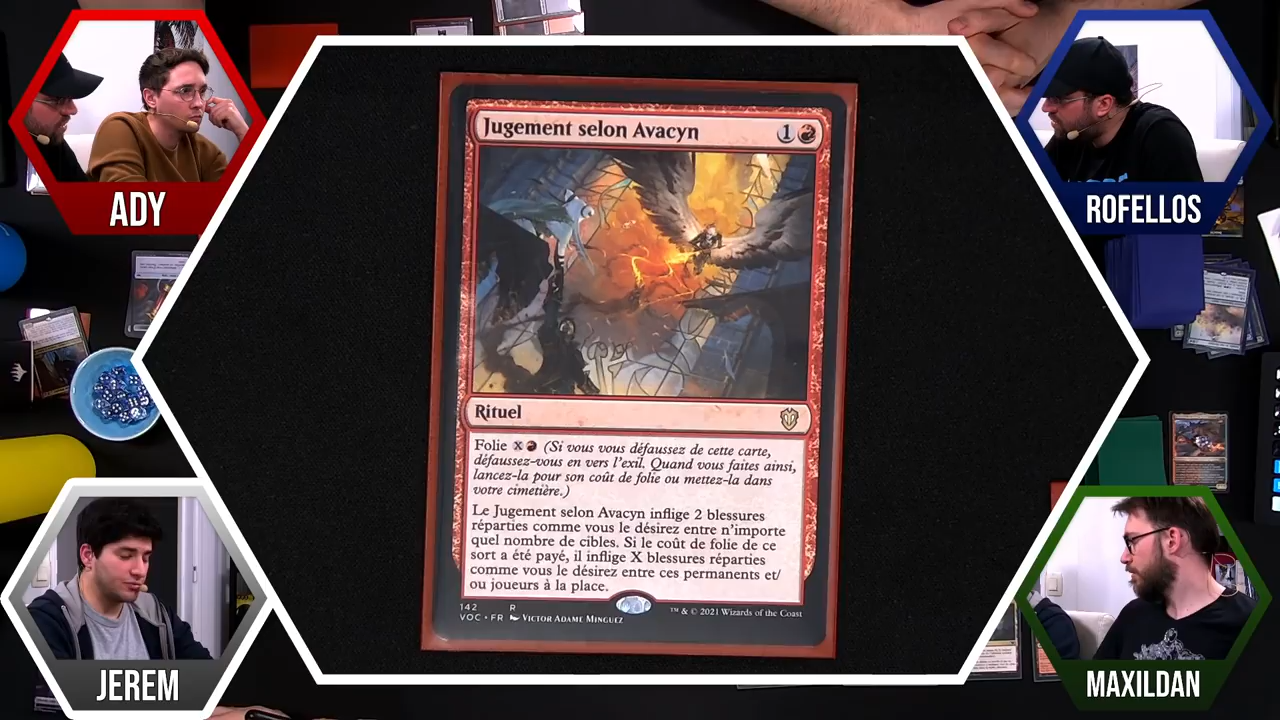 ADY
ROFELLOS
Jugement selon Avacyn 1
Rituel
Folie X (Si vous vous défaussez de cette carte,
défaussez-vous en vers l'exil. Quand vous faites ainsi,
lancez-la pour son coût de folie ou mettez-la dans
votre cimetière.)
Le Jugement selon Avacyn inflige 2 blessures
réparties comme vous le désirez entre n'importe
quel nombre de cibles. Si le coût de folie de ce
sort a été payé, il inflige X blessures réparties
comme vous le désirez entre ces permanents et/
ou joueurs à la place.
142 R
VOC • FR VICTOR ADAME MINGUEZ
™ & © 2021 Wizards of the Coast
JEREM
MAXILDAN